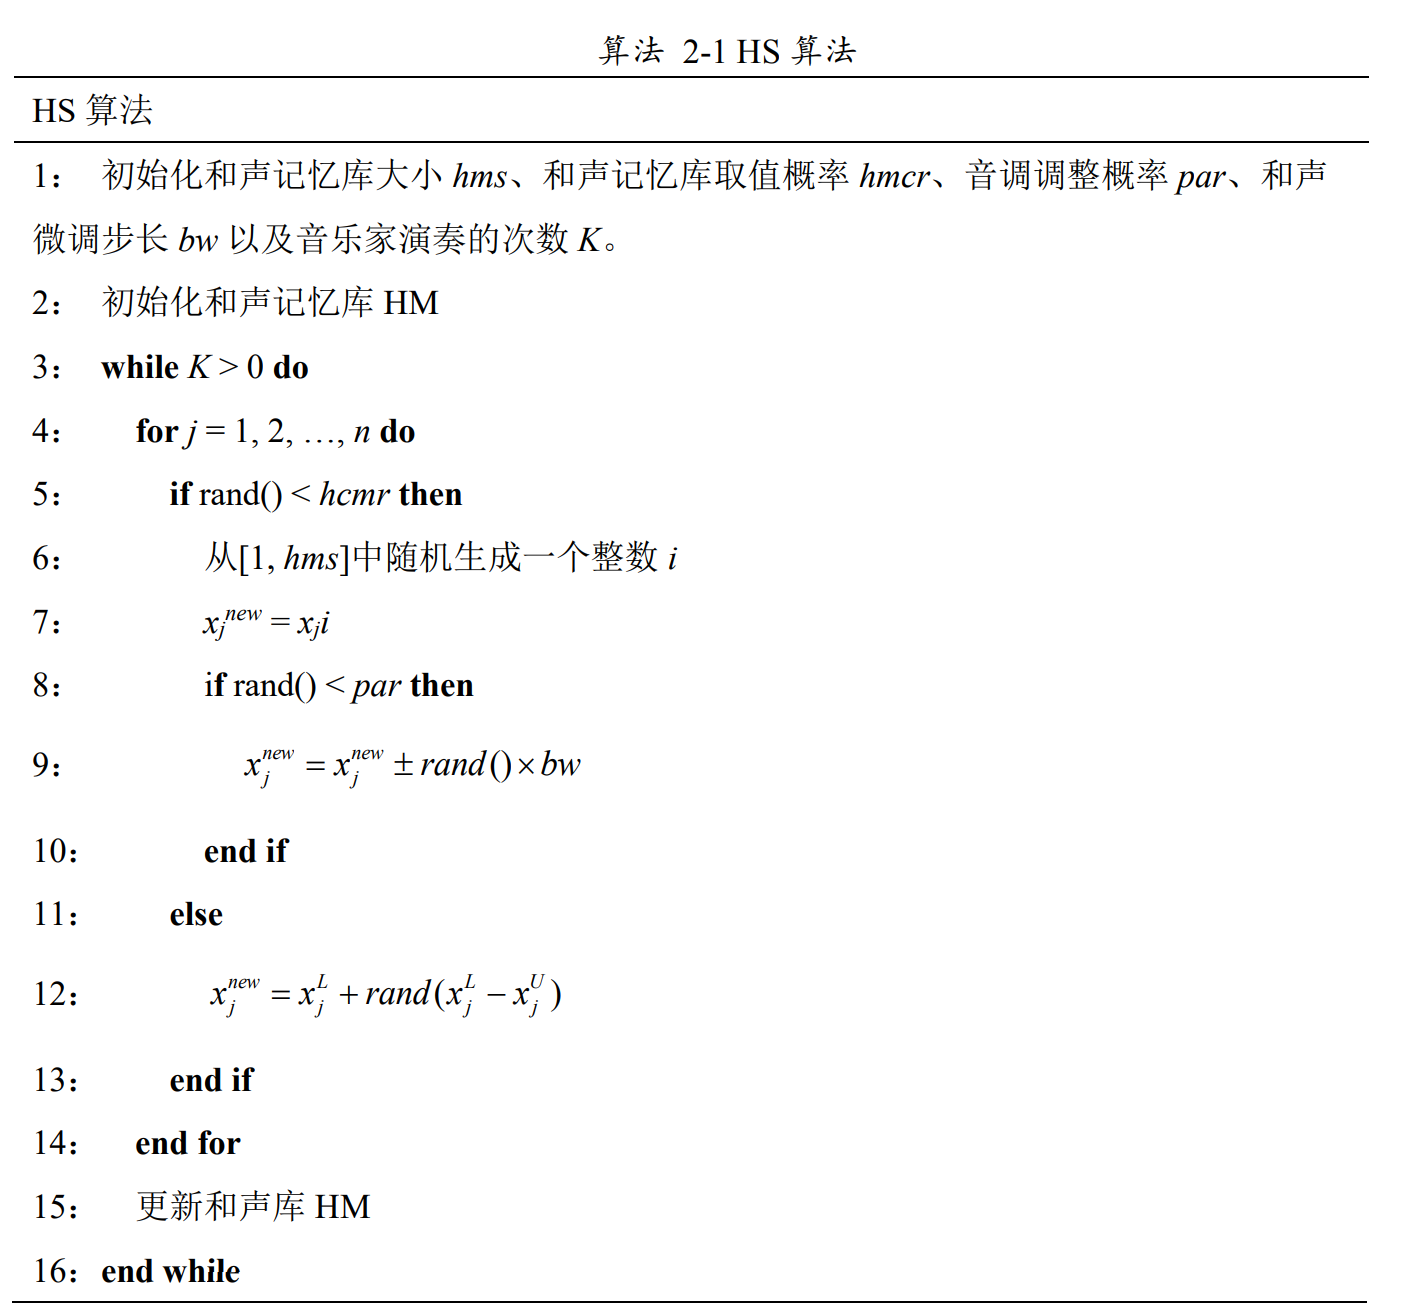 算法 2-1 HS 算法
HS 算法
1： 初始化和声记忆库大小 hms、和声记忆库取值概率 hmcr、音调调整概率 par、和声
微调步长 bw 以及音乐家演奏的次数 K。
2： 初始化和声记忆库 HM
3： while K > 0 do
4： for j = 1, 2, …, n do
5： if rand() < hcmr then
6： 从[1, hms]中随机生成一个整数 i
7： x_j^{new} = x_ji
8： if rand() < par then
9： x_j^{new} = x_j^{new} ± rand() × bw
10： end if
11： else
12： x_j^{new} = x_j^L + rand(x_j^L − x_j^U)
13： end if
14： end for
15： 更新和声库 HM
16：end while